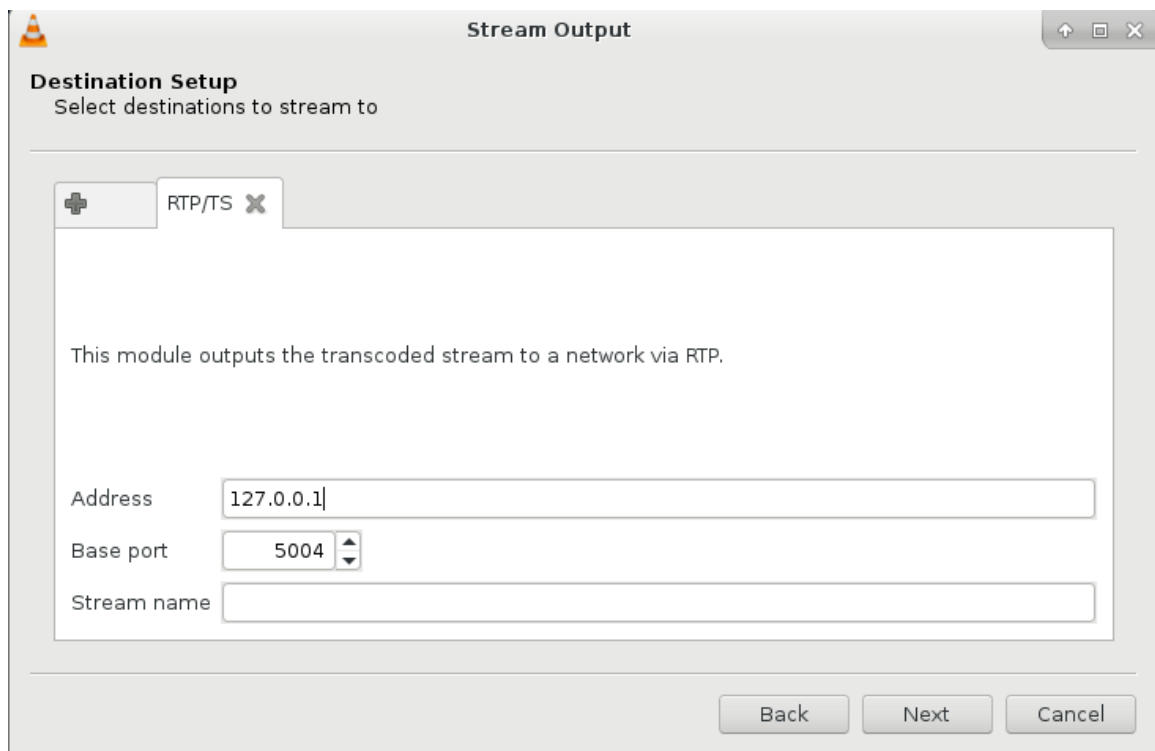 Stream Output
Destination Setup
Select destinations to stream to
RTP/TS
This module outputs the transcoded stream to a network via RTP.
Address 127.0.0.1
Base port 5004
Stream name
Back Next Cancel